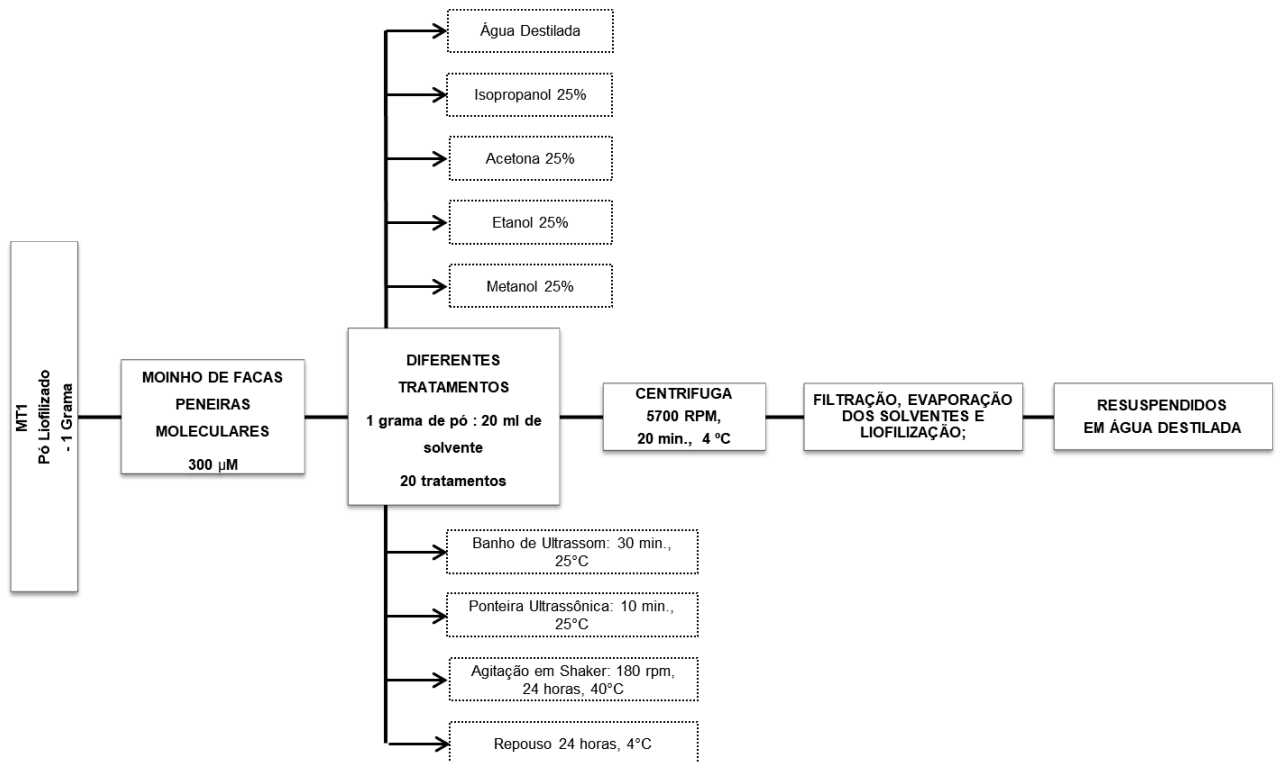 MT1
Pó Liofilizado
- 1 Grama
MOINHO DE FACAS
PENEIRAS
MOLECULARES
300 µM
Água Destilada
Isopropanol 25%
Acetona 25%
Etanol 25%
Metanol 25%
DIFERENTES
TRATAMENTOS
1 grama de pó : 20 ml de
solvente
20 tratamentos
Banho de Ultrassom: 30 min.,
25°C
Ponteira Ultrassônica: 10 min.,
25°C
Agitação em Shaker: 180 rpm,
24 horas, 40°C
Repouso 24 horas, 4°C
CENTRIFUGA
5700 RPM,
20 min., 4 ºC
FILTRAÇÃO, EVAPORAÇÃO
DOS SOLVENTES E
LIOFILIZAÇÃO;
RESUSPENDIDOS
EM ÁGUA DESTILADA